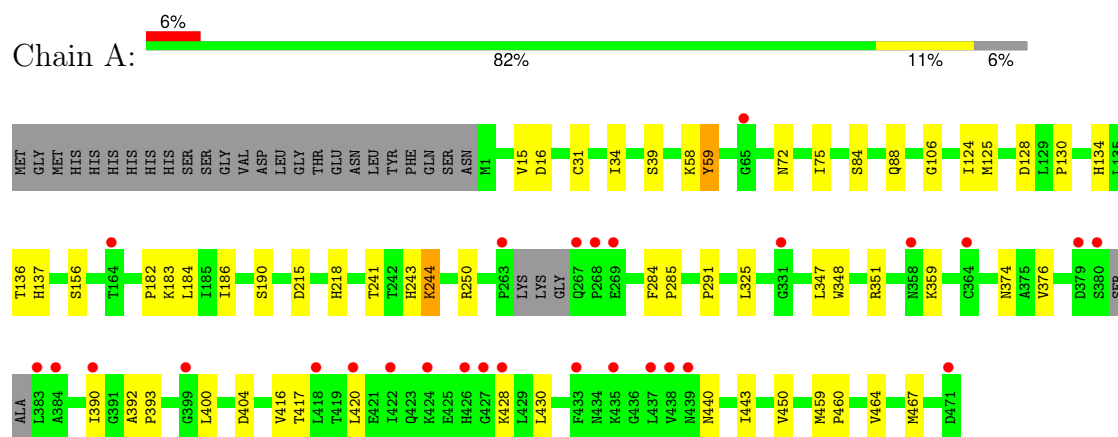 6%
Chain A:
82% 11% 6%
MET GLY MET HIS HIS HIS HIS HIS HIS SER SER GLY VAL ASP LEU GLY THR GLU ASN LEU TYR PHE GLN SER ASN M1 V15 D16 C31 I34 S39 K58 Y59 G65 N72 I75 S84 Q88 G106 I124 M125 D128 L129 P130 H134 L135
T136 H137 S156 T164 P182 K183 L184 I185 I186 S190 D215 H218 T241 T242 H243 K244 R250 P263 LYS LYS GLY Q267 P268 E269 F284 P285 P291 L325 G331 L347 W348 R351 N358 K359 C364 N374 A375 V376 D379 S380 SER
ALA L383 A384 I390 G391 A392 P393 G399 L400 D404 V416 T417 L418 T419 L420 E421 I422 Q423 K424 E425 H426 G427 K428 L429 L430 F433 N434 K435 G436 L437 V438 N439 N440 I443 V450 M459 P460 V464 M467 D471